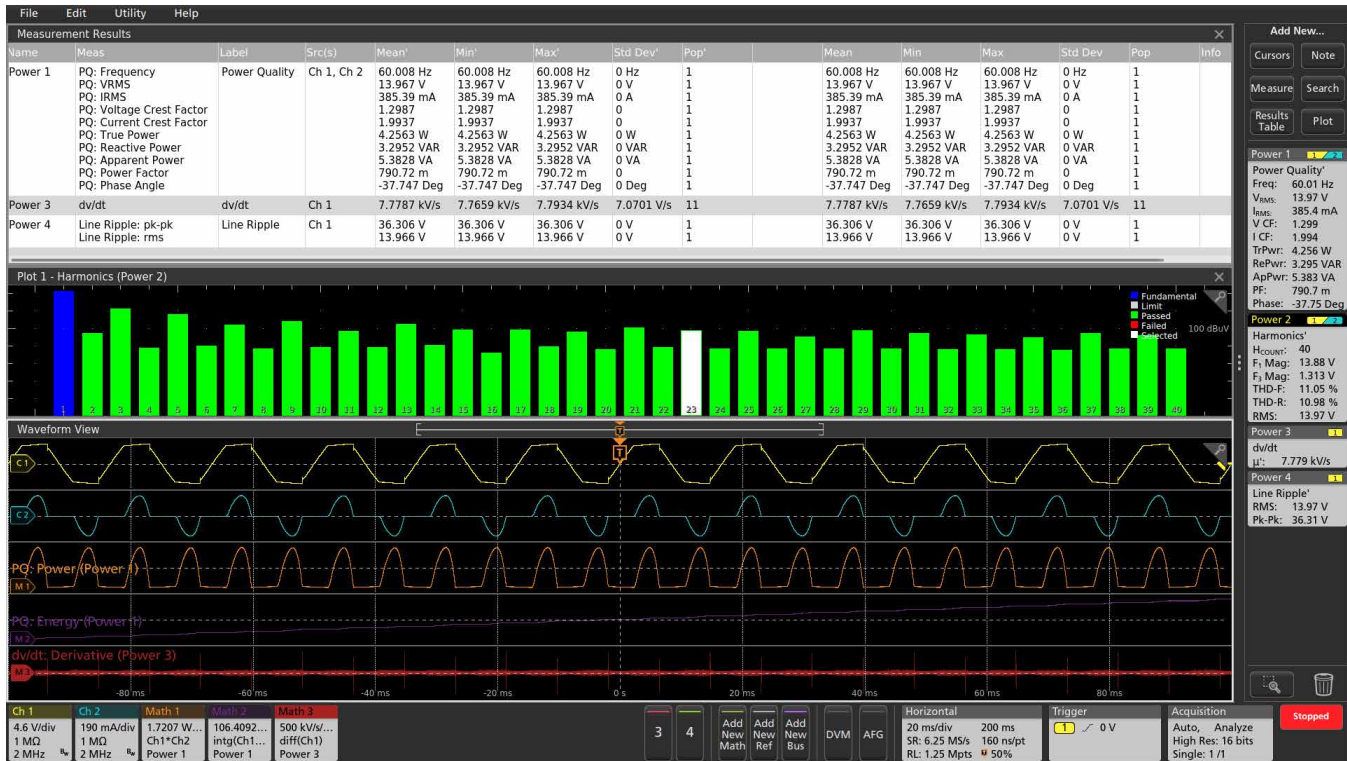 File Edit Utility Help
Measurement Results
Name Meas Label Src(s) Mean' Min' Max' Std Dev' Pop' Mean Min Max Std Dev Pop Info
Power 1 PQ: Frequency Power Quality Ch 1, Ch 2 60.008 Hz 60.008 Hz 60.008 Hz 0 Hz 1 60.008 Hz 60.008 Hz 60.008 Hz 0 Hz 1
PQ: VRMS 13.967 V 13.967 V 13.967 V 0 V 1 13.967 V 13.967 V 13.967 V 0 V 1
PQ: IRMS 385.39 mA 385.39 mA 385.39 mA 0 A 1 385.39 mA 385.39 mA 385.39 mA 0 A 1
PQ: Voltage Crest Factor 1.2987 1.2987 1.2987 0 1 1.2987 1.2987 1.2987 0 1
PQ: Current Crest Factor 1.9937 1.9937 1.9937 0 1 1.9937 1.9937 1.9937 0 1
PQ: True Power 4.2563 W 4.2563 W 4.2563 W 0 W 1 4.2563 W 4.2563 W 4.2563 W 0 W 1
PQ: Reactive Power 3.2952 VAR 3.2952 VAR 3.2952 VAR 0 VAR 1 3.2952 VAR 3.2952 VAR 3.2952 VAR 0 VAR 1
PQ: Apparent Power 5.3828 VA 5.3828 VA 5.3828 VA 0 VA 1 5.3828 VA 5.3828 VA 5.3828 VA 0 VA 1
PQ: Power Factor 790.72 m 790.72 m 790.72 m 0 1 790.72 m 790.72 m 790.72 m 0 1
PQ: Phase Angle -37.747 Deg -37.747 Deg -37.747 Deg 0 Deg 1 -37.747 Deg -37.747 Deg -37.747 Deg 0 Deg 1
Power 3 dv/dt dv/dt Ch 1 7.7787 kV/s 7.7659 kV/s 7.7934 kV/s 7.0701 V/s 11 7.7787 kV/s 7.7659 kV/s 7.7934 kV/s 7.0701 V/s 11
Power 4 Line Ripple: pk-pk Line Ripple Ch 1 36.306 V 36.306 V 36.306 V 0 V 1 36.306 V 36.306 V 36.306 V 0 V 1
Line Ripple: rms 13.966 V 13.966 V 13.966 V 0 V 1 13.966 V 13.966 V 13.966 V 0 V 1
Plot 1 - Harmonics (Power 2)
Fundamental
Limit
Passed
Failed
Selected
100 dBuV
1 2 3 4 5 6 7 8 9 10 11 12 13 14 15 16 17 18 19 20 21 22 23 24 25 26 27 28 29 30 31 32 33 34 35 36 37 38 39 40
Waveform View
T
T
C 1
C 2
PQ: Power (Power 1)
M 1
PQ: Energy (Power 1)
M 2
dv/dt: Derivative (Power 3)
M 3
-80 ms -60 ms -40 ms -20 ms 0 s 20 ms 40 ms 60 ms 80 ms
Add New...
Cursors Note
Measure Search
Results Table Plot
Power 1 1 2
Power Quality'
Freq: 60.01 Hz
VRMS: 13.97 V
IRMS: 385.4 mA
V CF: 1.299
I CF: 1.994
TrPwr: 4.256 W
RePwr: 3.295 VAR
ApPwr: 5.383 VA
PF: 790.7 m
Phase: -37.75 Deg
Power 2 1 2
Harmonics'
HCOUNT: 40
F1 Mag: 13.88 V
F3 Mag: 1.313 V
THD-F: 11.05 %
THD-R: 10.98 %
RMS: 13.97 V
Power 3 1
dv/dt
µ': 7.779 kV/s
Power 4 1
Line Ripple'
RMS: 13.97 V
Pk-Pk: 36.31 V
Ch 1
4.6 V/div
1 MΩ
2 MHz Bw
Ch 2
190 mA/div
1 MΩ
2 MHz Bw
Math 1
1.7207 W...
Ch1*Ch2
Power 1
Math 2
106.4092...
intg(Ch1...
Power 1
Math 3
500 kV/s/...
diff(Ch1)
Power 3
3 4
Add New Math
Add New Ref
Add New Bus
DVM AFG
Horizontal
20 ms/div 200 ms
SR: 6.25 MS/s 160 ns/pt
RL: 1.25 Mpts 50%
Trigger
1 0 V
Acquisition
Auto, Analyze
High Res: 16 bits
Single: 1 /1
Stopped